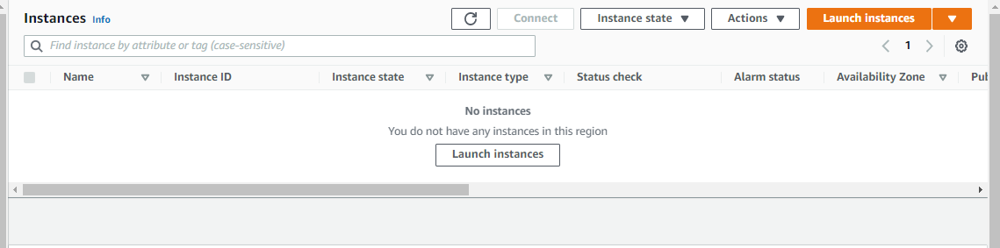 Instances Info
Connect Instance state Actions Launch instances
Find instance by attribute or tag (case-sensitive)
1
Name Instance ID Instance state Instance type Status check Alarm status Availability Zone Pub
No instances
You do not have any instances in this region
Launch instances